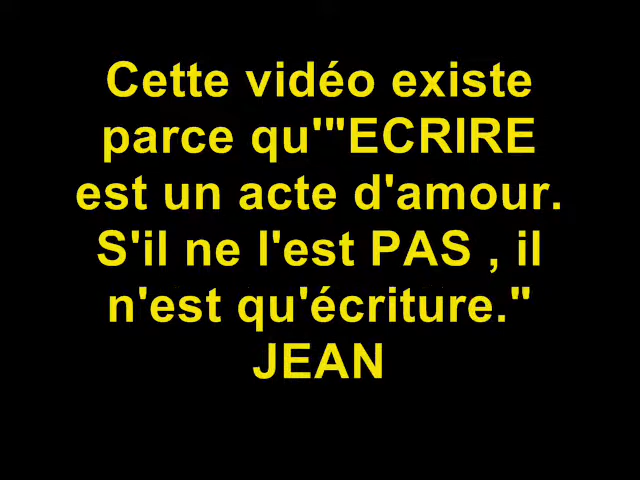 Cette vidéo existe
parce qu'"ECRIRE
est un acte d'amour.
S'il ne l'est PAS , il
n'est qu'écriture."
JEAN